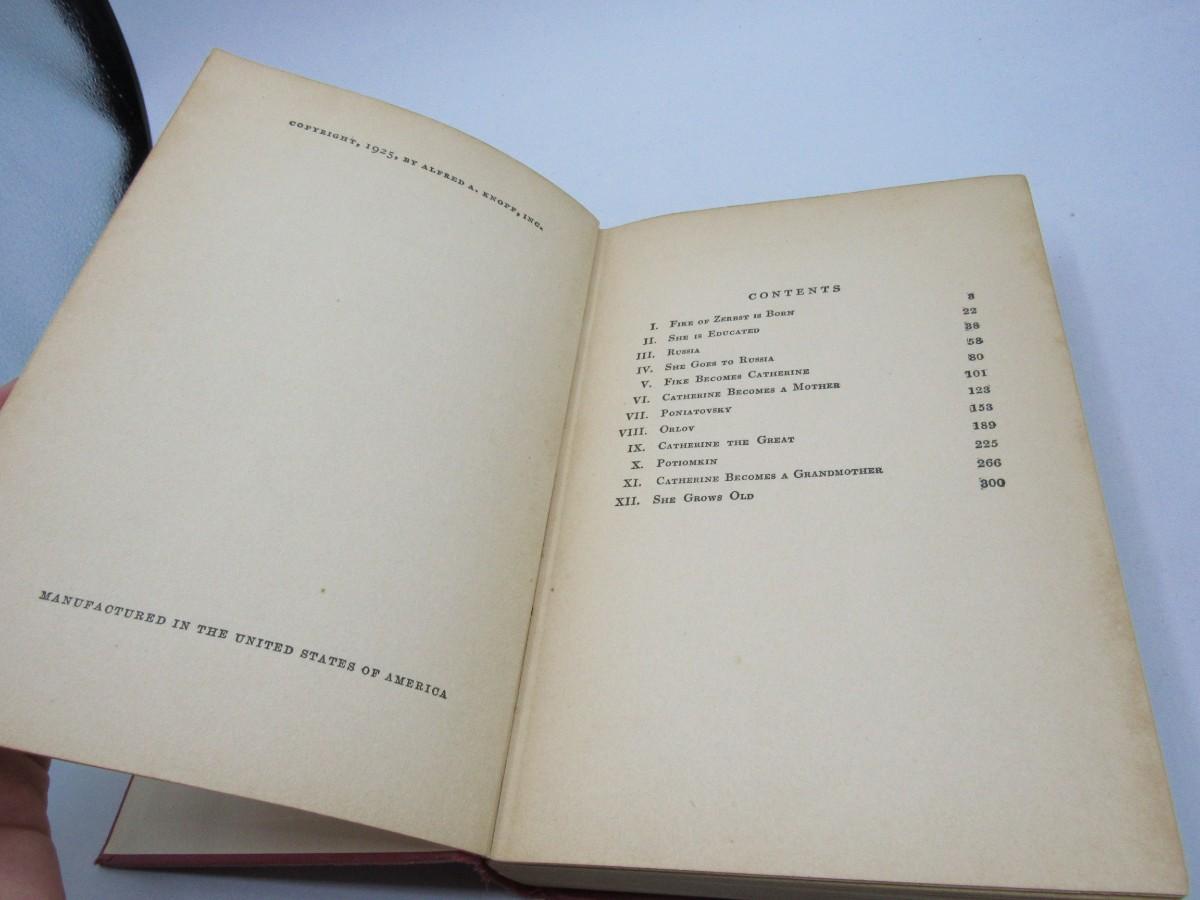 COPYRIGHT, 1925, BY ALFRED A. KNOPF, INC.
MANUFACTURED IN THE UNITED STATES OF AMERICA
CONTENTS
I. FIKE OF ZERBST IS BORN 3
II. SHE IS EDUCATED 22
III. RUSSIA 38
IV. SHE GOES TO RUSSIA 58
V. FIKE BECOMES CATHERINE 80
VI. CATHERINE BECOMES A MOTHER 101
VII. PONIATOVSKY 123
VIII. ORLOV 153
IX. CATHERINE THE GREAT 189
X. POTIOMKIN 225
XI. CATHERINE BECOMES A GRANDMOTHER 266
XII. SHE GROWS OLD 300